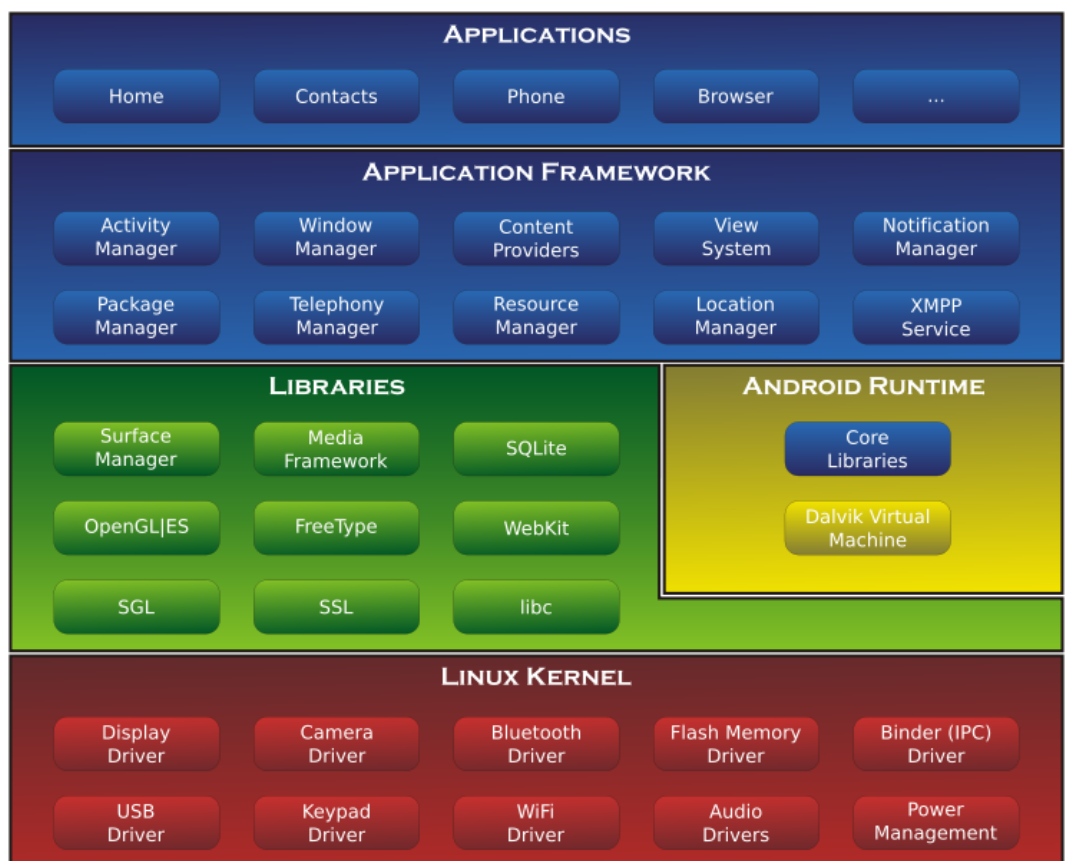 APPLICATIONS
Home
Contacts
Phone
Browser
...
APPLICATION FRAMEWORK
Activity
Manager
Window
Manager
Content
Providers
View
System
Notification
Manager
Package
Manager
Telephony
Manager
Resource
Manager
Location
Manager
XMPP
Service
LIBRARIES
Surface
Manager
Media
Framework
SQLite
OpenGL|ES
FreeType
WebKit
SGL
SSL
libc
ANDROID RUNTIME
Core
Libraries
Dalvik Virtual
Machine
LINUX KERNEL
Display
Driver
Camera
Driver
Bluetooth
Driver
Flash Memory
Driver
Binder (IPC)
Driver
USB
Driver
Keypad
Driver
WiFi
Driver
Audio
Drivers
Power
Management